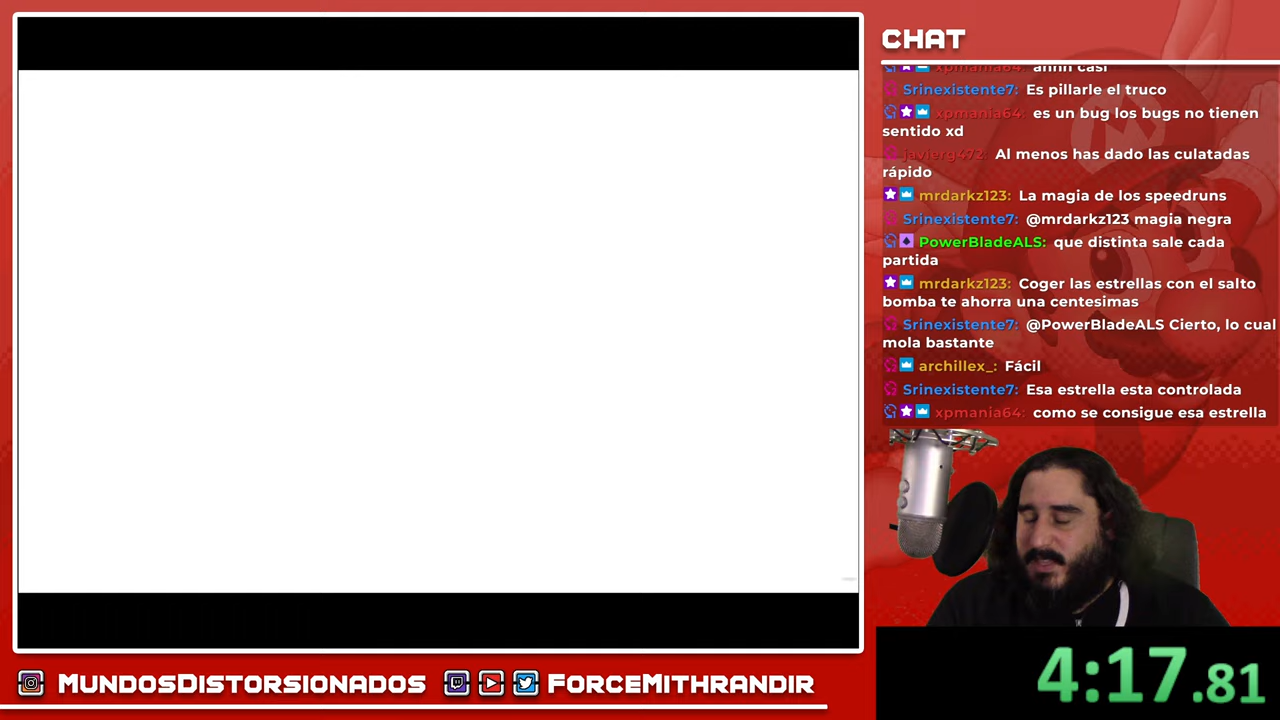 CHAT
xpmania64: ahhh casi
Srinexistente7: Es pillarle el truco
xpmania64: es un bug los bugs no tienen
sentido xd
javierg472: Al menos has dado las culatadas
rápido
mrdarkz123: La magia de los speedruns
Srinexistente7: @mrdarkz123 magia negra
PowerBladeALS: que distinta sale cada
partida
mrdarkz123: Coger las estrellas con el salto
bomba te ahorra una centesimas
Srinexistente7: @PowerBladeALS Cierto, lo cual
mola bastante
archillex_: Fácil
Srinexistente7: Esa estrella esta controlada
xpmania64: como se consigue esa estrella
MUNDOSDISTORSIONADOS FORCEMITHRANDIR
4:17.81